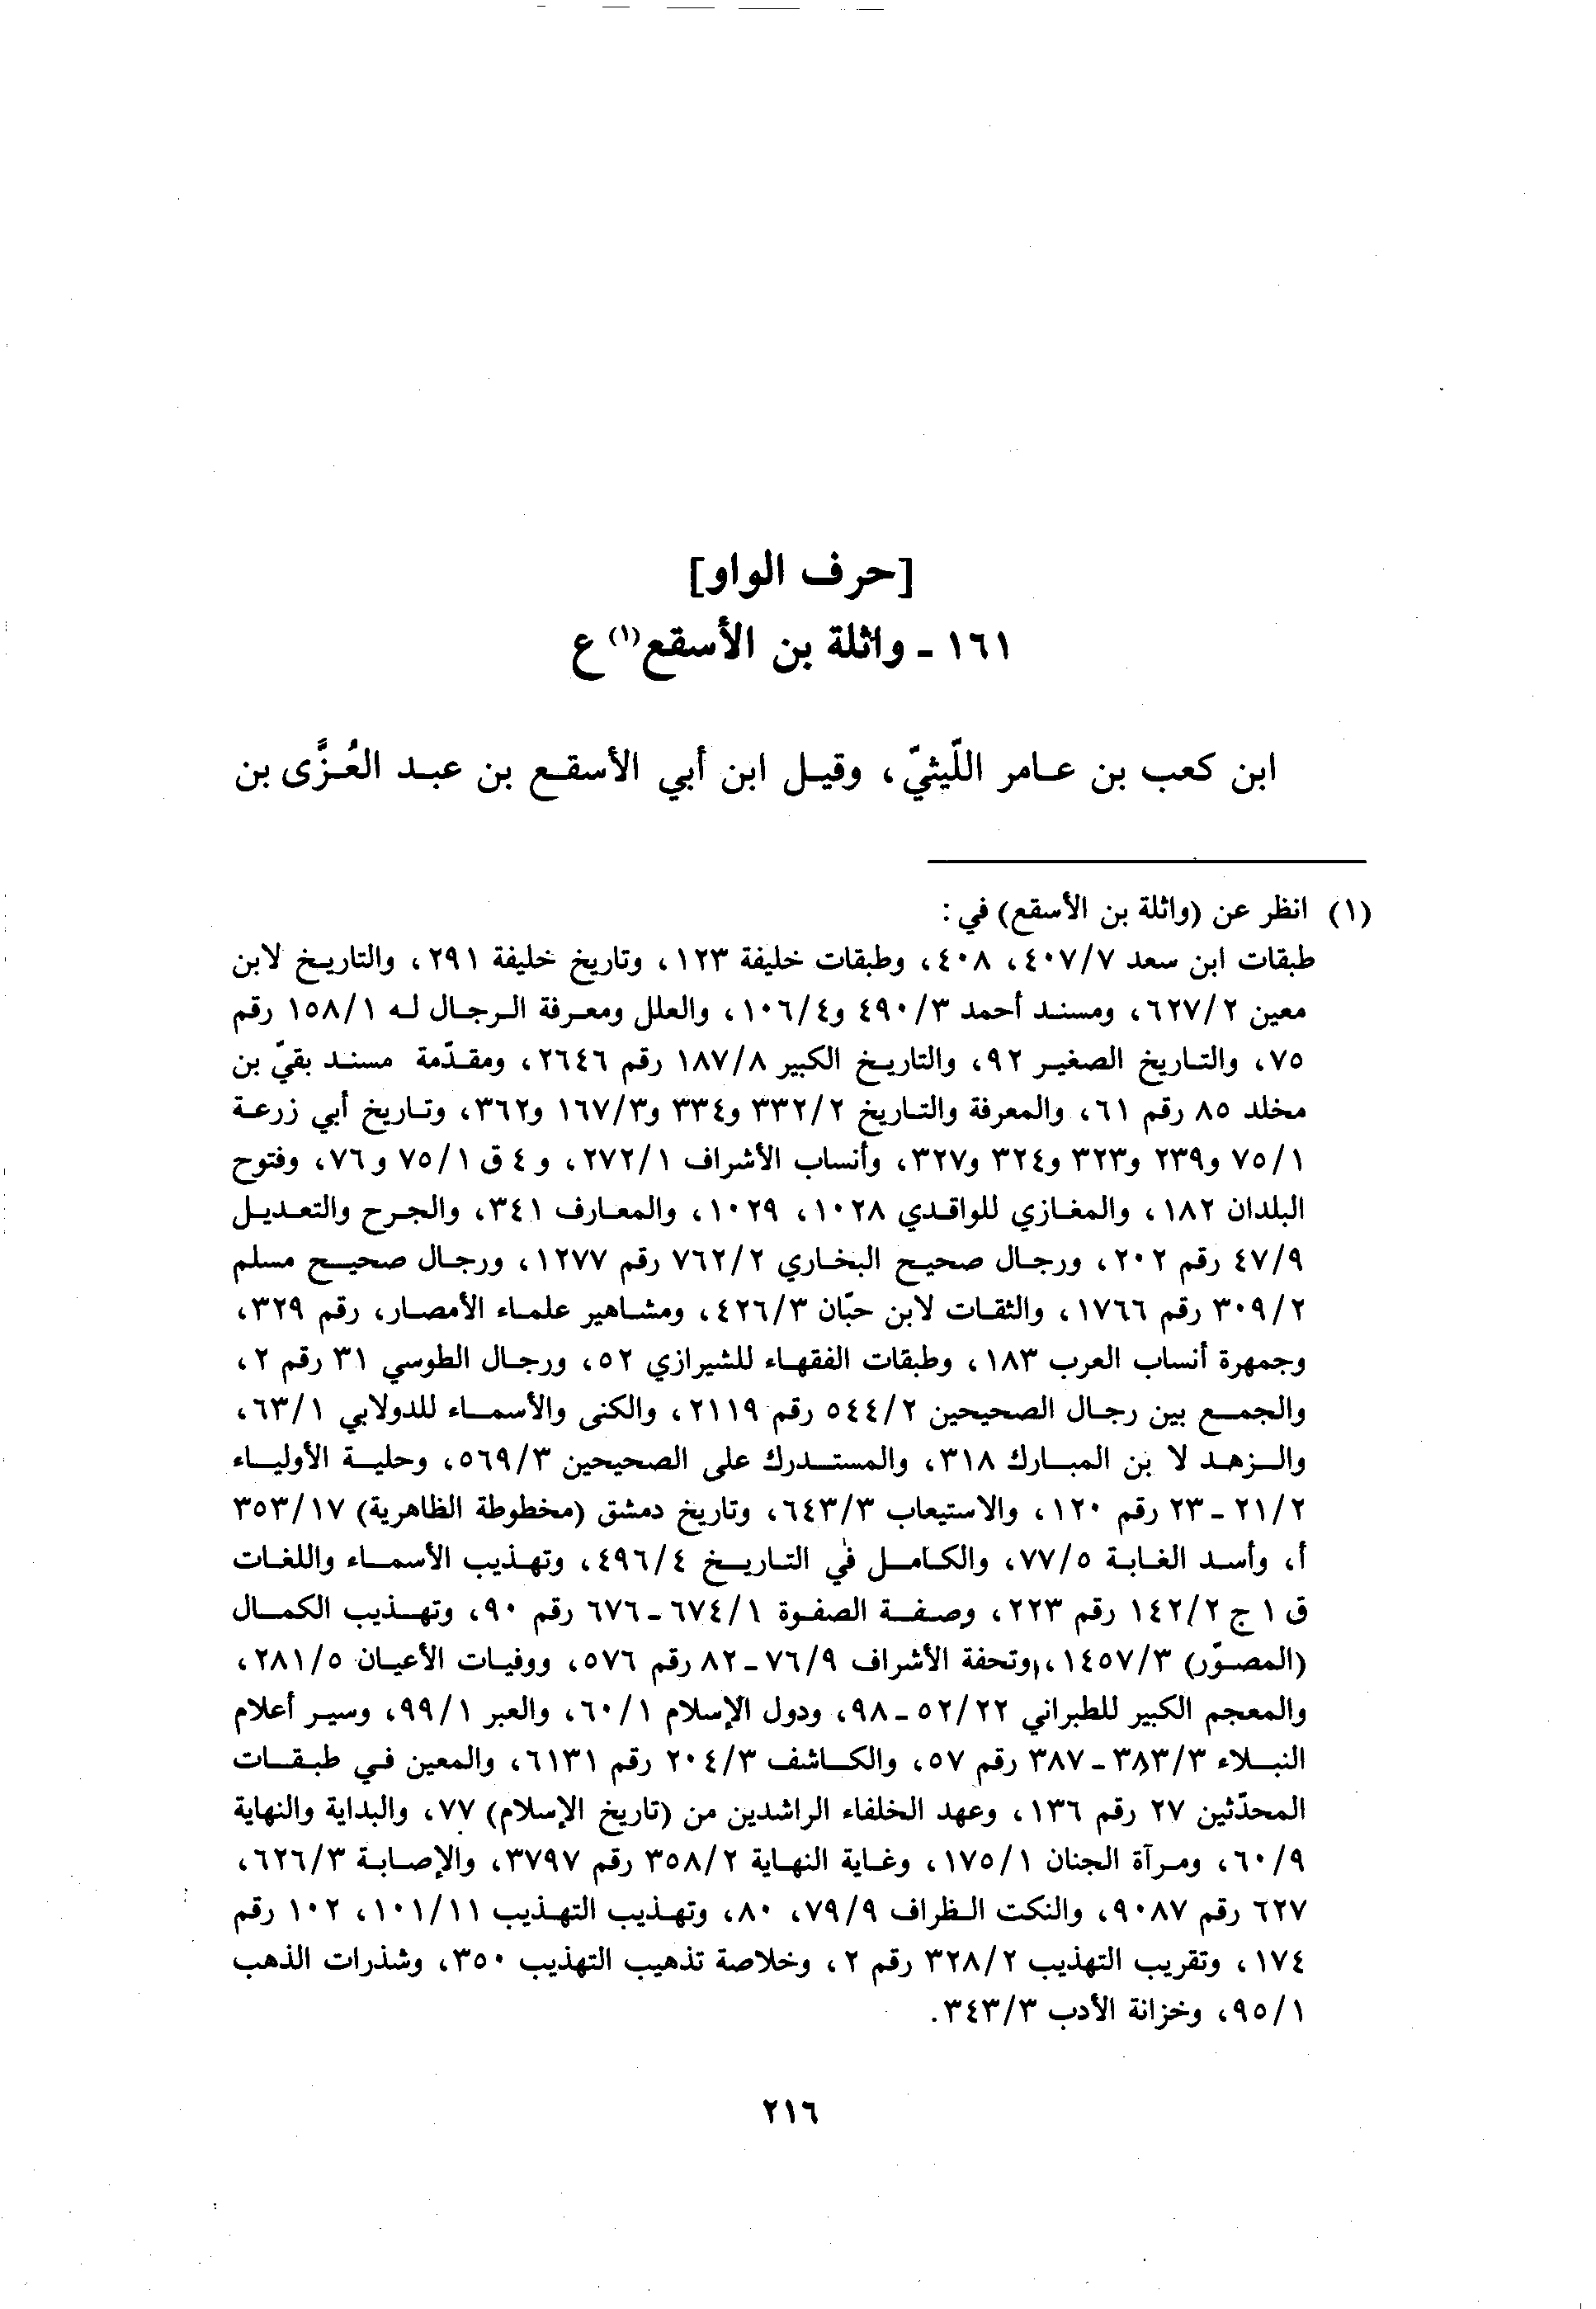 [حرف الواو]
١٦١ - واثلة بن الأسقع(١) ع
ابن كعب بن عامر اللّيثيّ، وقيل ابن أبي الأسقع بن عبد العُزَّى بن
(١) انظر عن (واثلة بن الأسقع) في:
طبقات ابن سعد ٤٠٧/٧، ٤٠٨، وطبقات خليفة ١٢٣، وتاريخ خليفة ٢٩١، والتاريخ لابن
معين ٦٢٧/٢، ومسند أحمد ٤٩٠/٣ و١٠٦/٤، والعلل ومعرفة الرجال له ١٥٨/١ رقم
٧٥، والتاريخ الصغير ٩٢، والتاريخ الكبير ١٨٧/٨ رقم ٢٦٤٦، ومقدّمة مسند بقيّ بن
مخلد ٨٥ رقم ٦١، والمعرفة والتاريخ ٣٣٢/٢ و٣٣٤ و١٦٧/٣ و٣٦٢، وتاريخ أبي زرعة
٧٥/١ و٢٣٩ و٣٢٣ و٣٢٤ و٣٢٧، وأنساب الأشراف ٢٧٢/١، و ٤ ق ٧٥/١ و ٧٦، وفتوح
البلدان ١٨٢، والمغازي للواقدي ١٠٢٨، ١٠٢٩، والمعارف ٣٤١، والجرح والتعديل
٤٧/٩ رقم ٢٠٢، ورجال صحيح البخاري ٧٦٢/٢ رقم ١٢٧٧، ورجال صحيح مسلم
٣٠٩/٢ رقم ١٧٦٦، والثقات لابن حبّان ٤٢٦/٣، ومشاهير علماء الأمصار، رقم ٣٢٩،
وجمهرة أنساب العرب ١٨٣، وطبقات الفقهاء للشيرازي ٥٢، ورجال الطوسي ٣١ رقم ٢،
والجمع بين رجال الصحيحين ٥٤٤/٢ رقم ٢١١٩، والكنى والأسماء للدولابي ٦٣/١،
والزهد لا بن المبارك ٣١٨، والمستدرك على الصحيحين ٥٦٩/٣، وحلية الأولياء
٢١/٢ - ٢٣ رقم ١٢٠، والاستيعاب ٦٤٣/٣، وتاريخ دمشق (مخطوطة الظاهرية) ٣٥٣/١٧
أ، وأسد الغابة ٧٧/٥، والكامل في التاريخ ٤٩٦/٤، وتهذيب الأسماء واللغات
ق ١ ج ١٤٢/٢ رقم ٢٢٣، وصفة الصفوة ٦٧٤/١ - ٦٧٦ رقم ٩٠، وتهذيب الكمال
(المصوّر) ١٤٥٧/٣، وتحفة الأشراف ٧٦/٩ - ٨٢ رقم ٥٧٦، ووفيات الأعيان ٢٨١/٥،
والمعجم الكبير للطبراني ٥٢/٢٢ - ٩٨، ودول الإسلام ٦٠/١، والعبر ٩٩/١، وسير أعلام
النبلاء ٣٨٣/٣ - ٣٨٧ رقم ٥٧، والكاشف ٢٠٤/٣ رقم ٦١٣١، والمعين في طبقات
المحدّثين ٢٧ رقم ١٣٦، وعهد الخلفاء الراشدين من (تاريخ الإسلام) ٧٧، والبداية والنهاية
٦٠/٩، ومرآة الجنان ١٧٥/١، وغاية النهاية ٣٥٨/٢ رقم ٣٧٩٧، والإصابة ٦٢٦/٣،
٦٢٧ رقم ٩٠٨٧، والنكت الظراف ٧٩/٩، ٨٠، وتهذيب التهذيب ١٠١/١١، ١٠٢ رقم
١٧٤، وتقريب التهذيب ٣٢٨/٢ رقم ٢، وخلاصة تذهيب التهذيب ٣٥٠، وشذرات الذهب
٩٥/١، وخزانة الأدب ٣٤٣/٣.
٢١٦